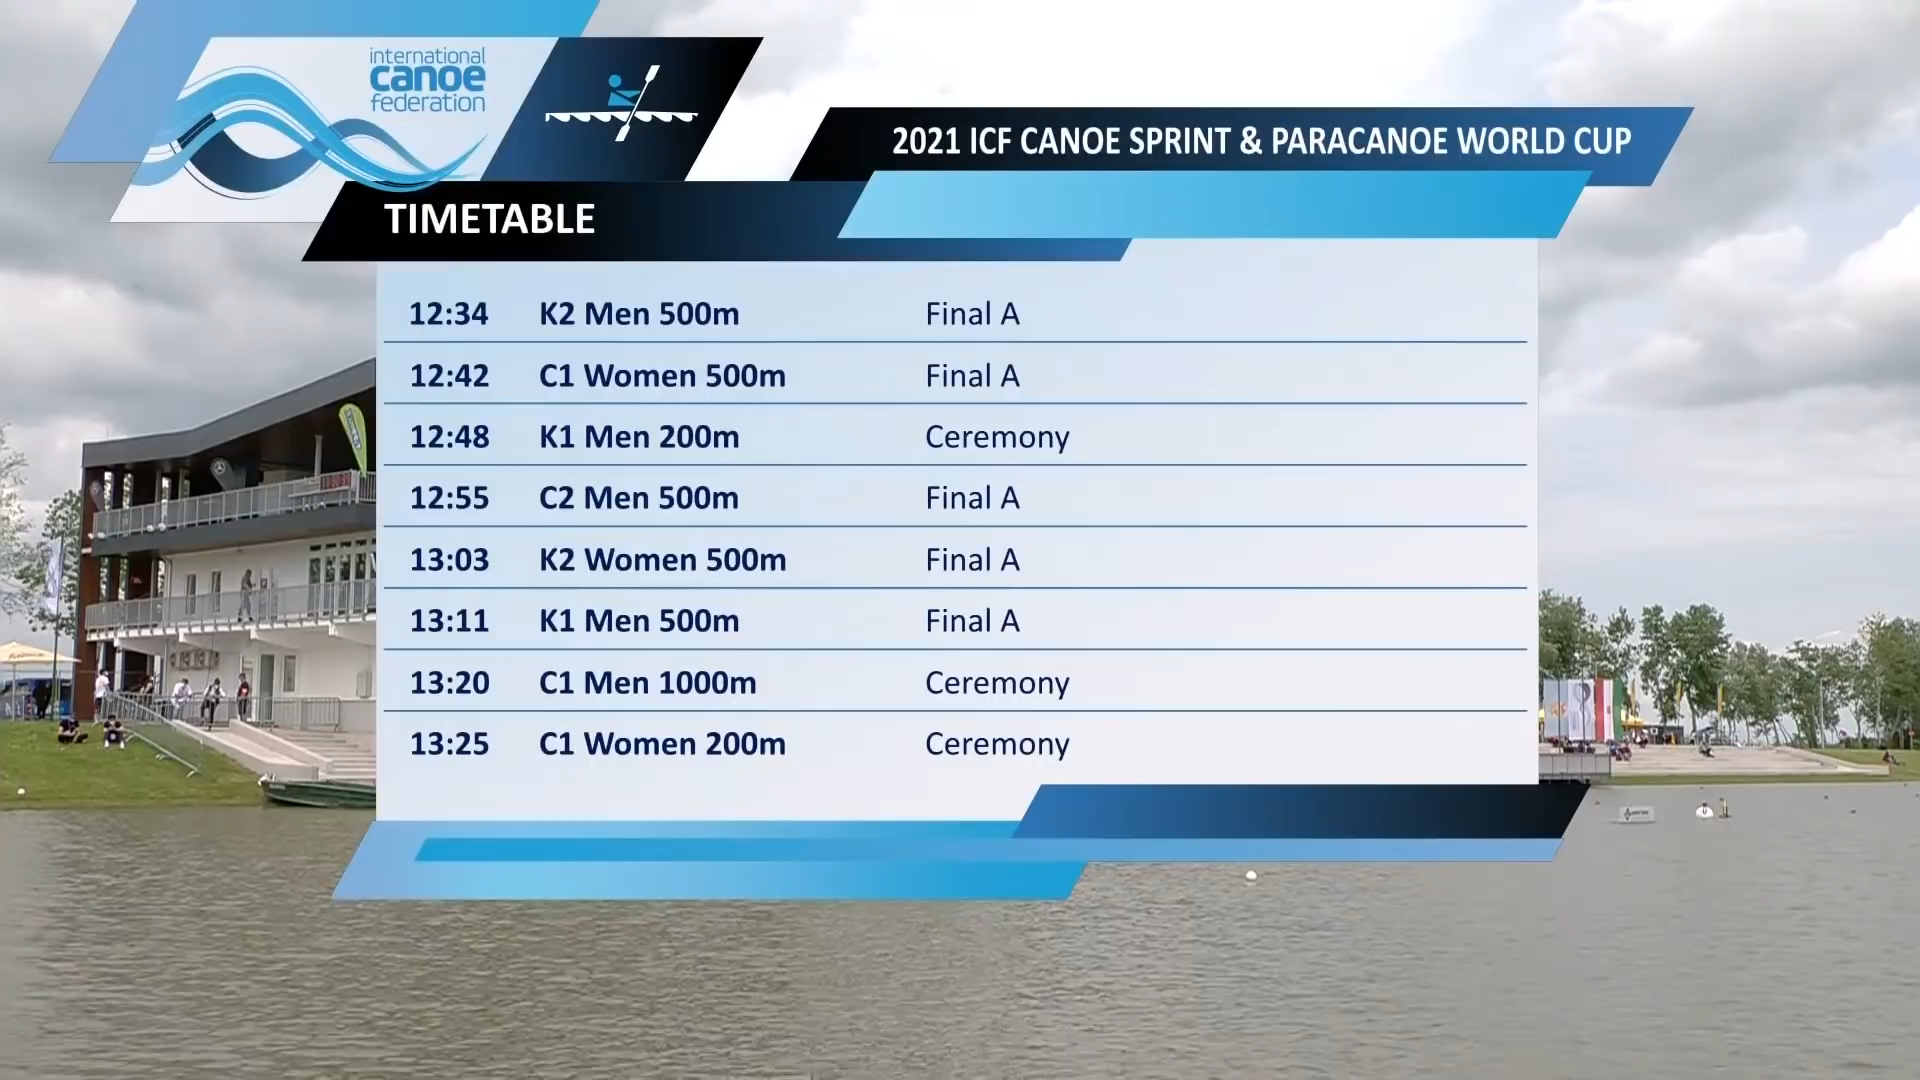 international
canoe
federation
2021 ICF CANOE SPRINT & PARACANOE WORLD CUP
TIMETABLE
12:34 K2 Men 500m Final A
12:42 C1 Women 500m Final A
12:48 K1 Men 200m Ceremony
12:55 C2 Men 500m Final A
13:03 K2 Women 500m Final A
13:11 K1 Men 500m Final A
13:20 C1 Men 1000m Ceremony
13:25 C1 Women 200m Ceremony